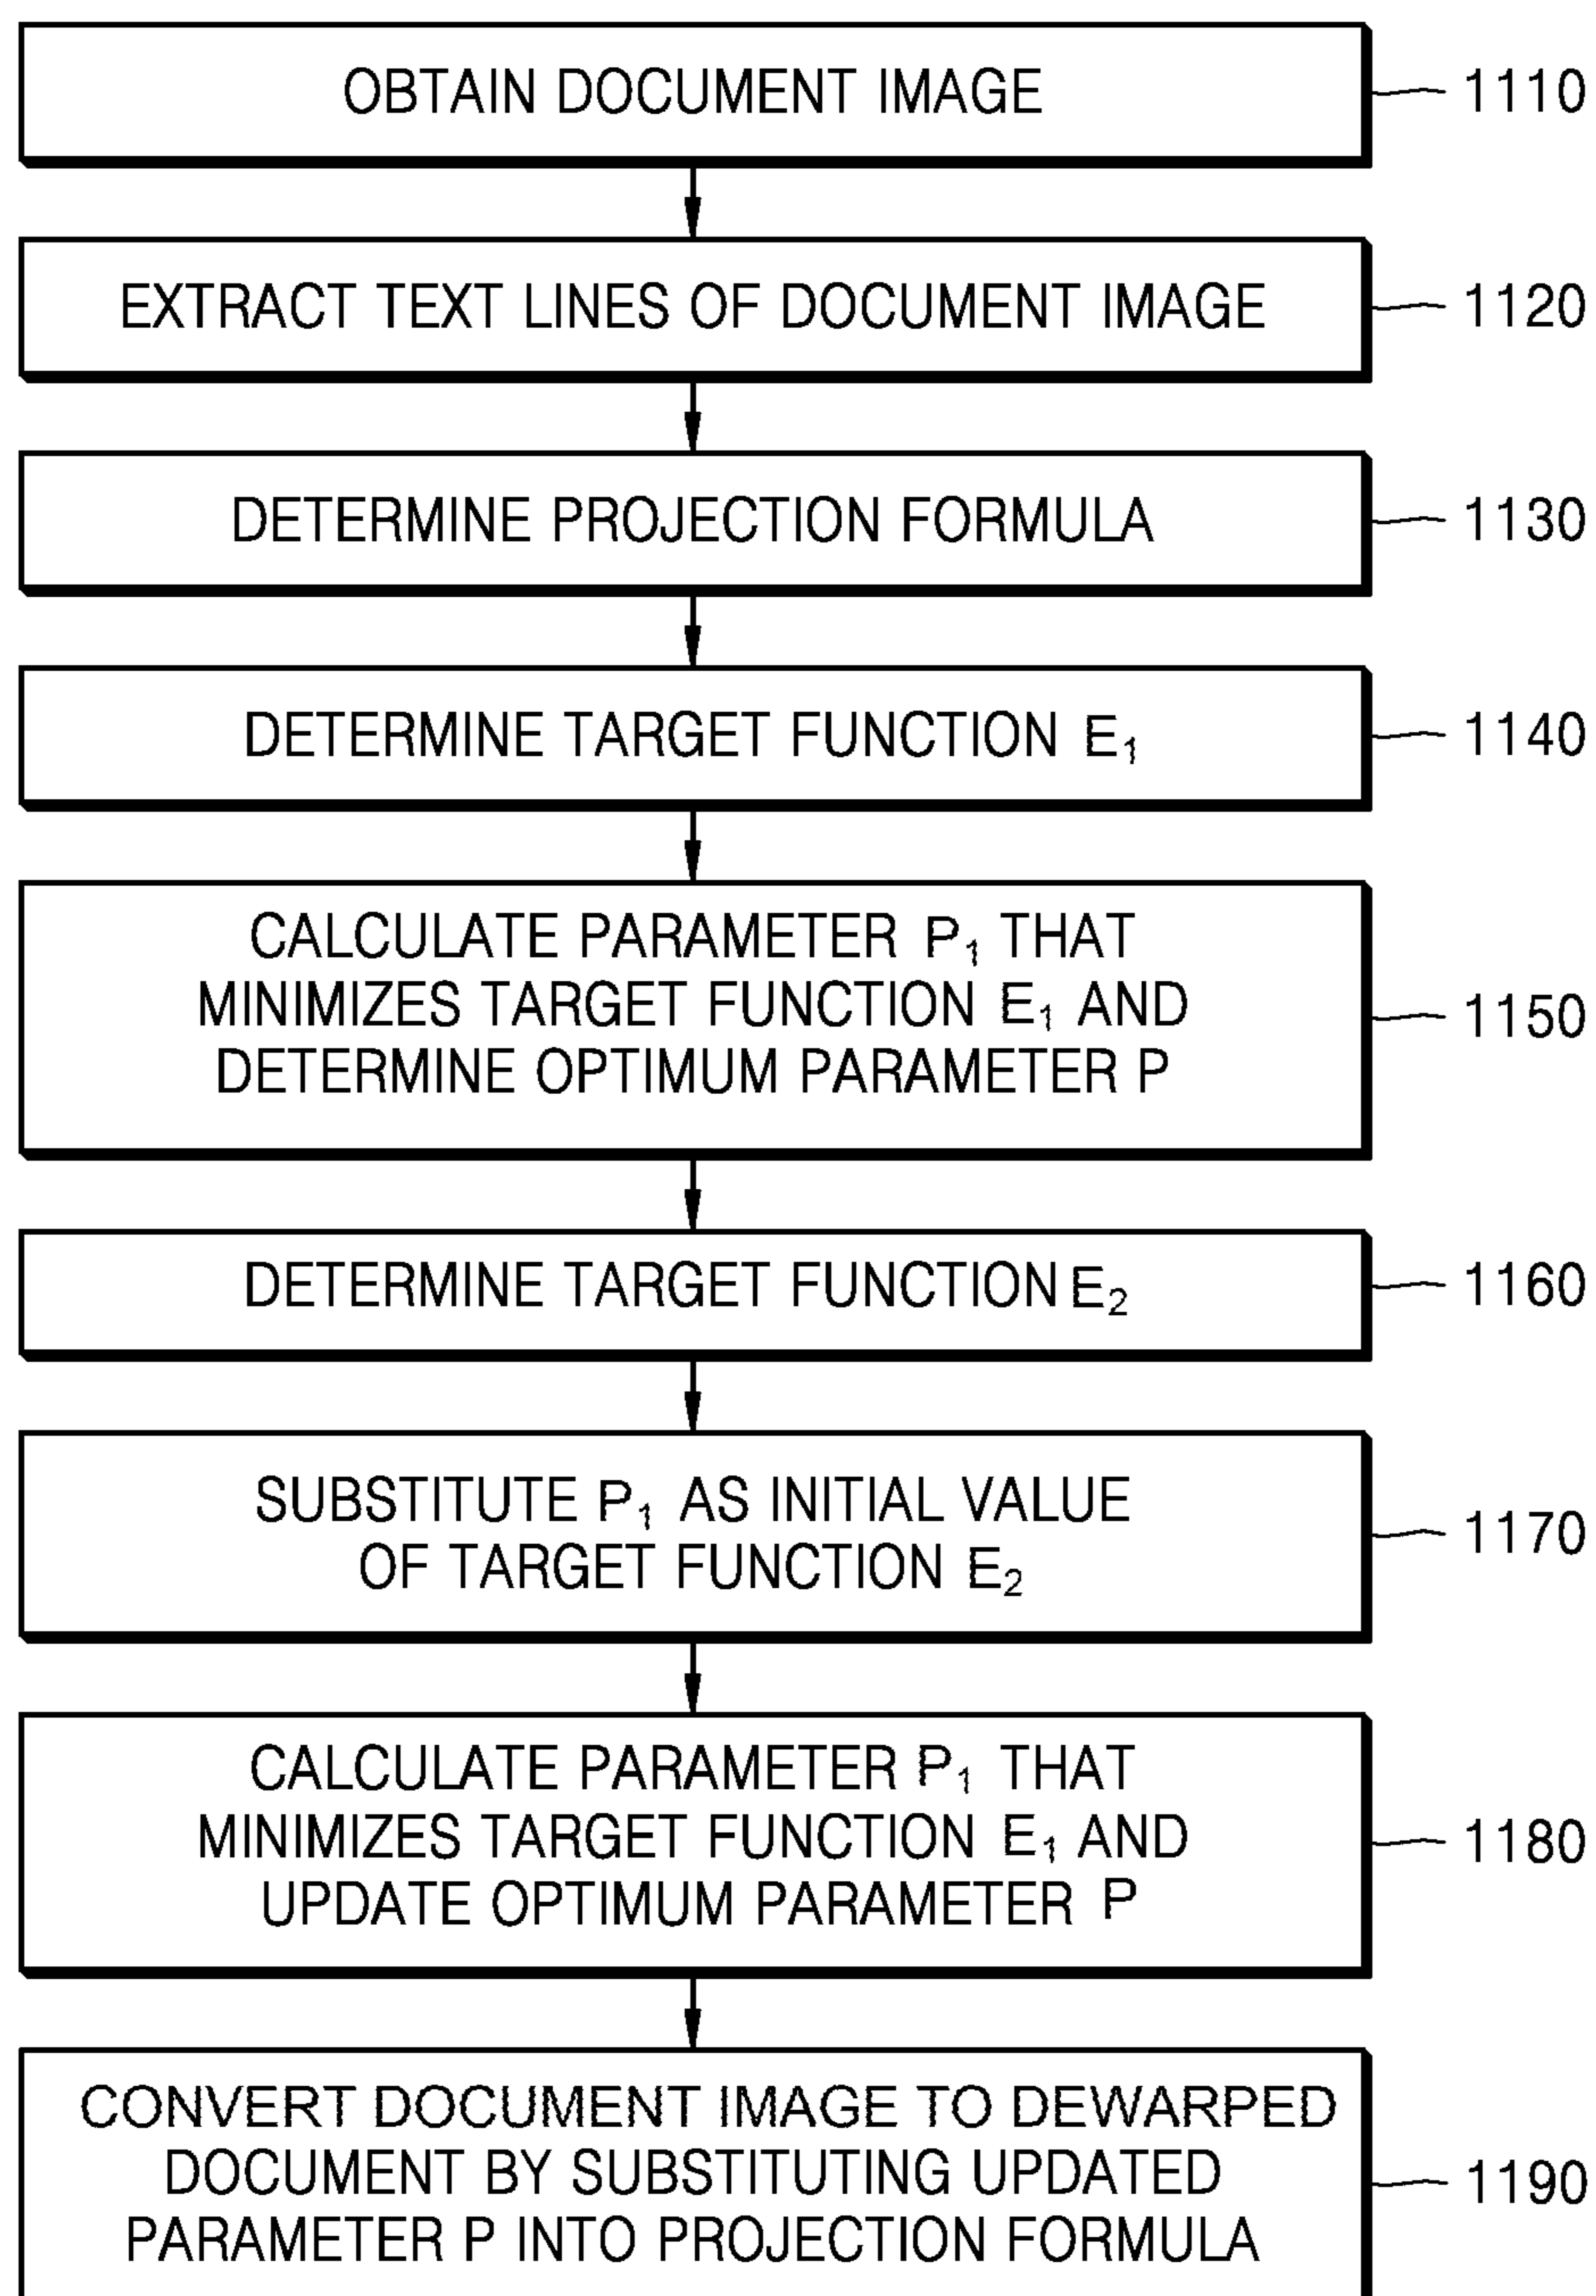 OBTAIN DOCUMENT IMAGE
1110
EXTRACT TEXT LINES OF DOCUMENT IMAGE
1120
DETERMINE PROJECTION FORMULA
1130
DETERMINE TARGET FUNCTION E₁
1140
CALCULATE PARAMETER P₁ THAT
MINIMIZES TARGET FUNCTION E₁ AND
DETERMINE OPTIMUM PARAMETER P
1150
DETERMINE TARGET FUNCTION E₂
1160
SUBSTITUTE P₁ AS INITIAL VALUE
OF TARGET FUNCTION E₂
1170
CALCULATE PARAMETER P₁ THAT
MINIMIZES TARGET FUNCTION E₁ AND
UPDATE OPTIMUM PARAMETER P
1180
CONVERT DOCUMENT IMAGE TO DEWARPED
DOCUMENT BY SUBSTITUTING UPDATED
PARAMETER P INTO PROJECTION FORMULA
1190